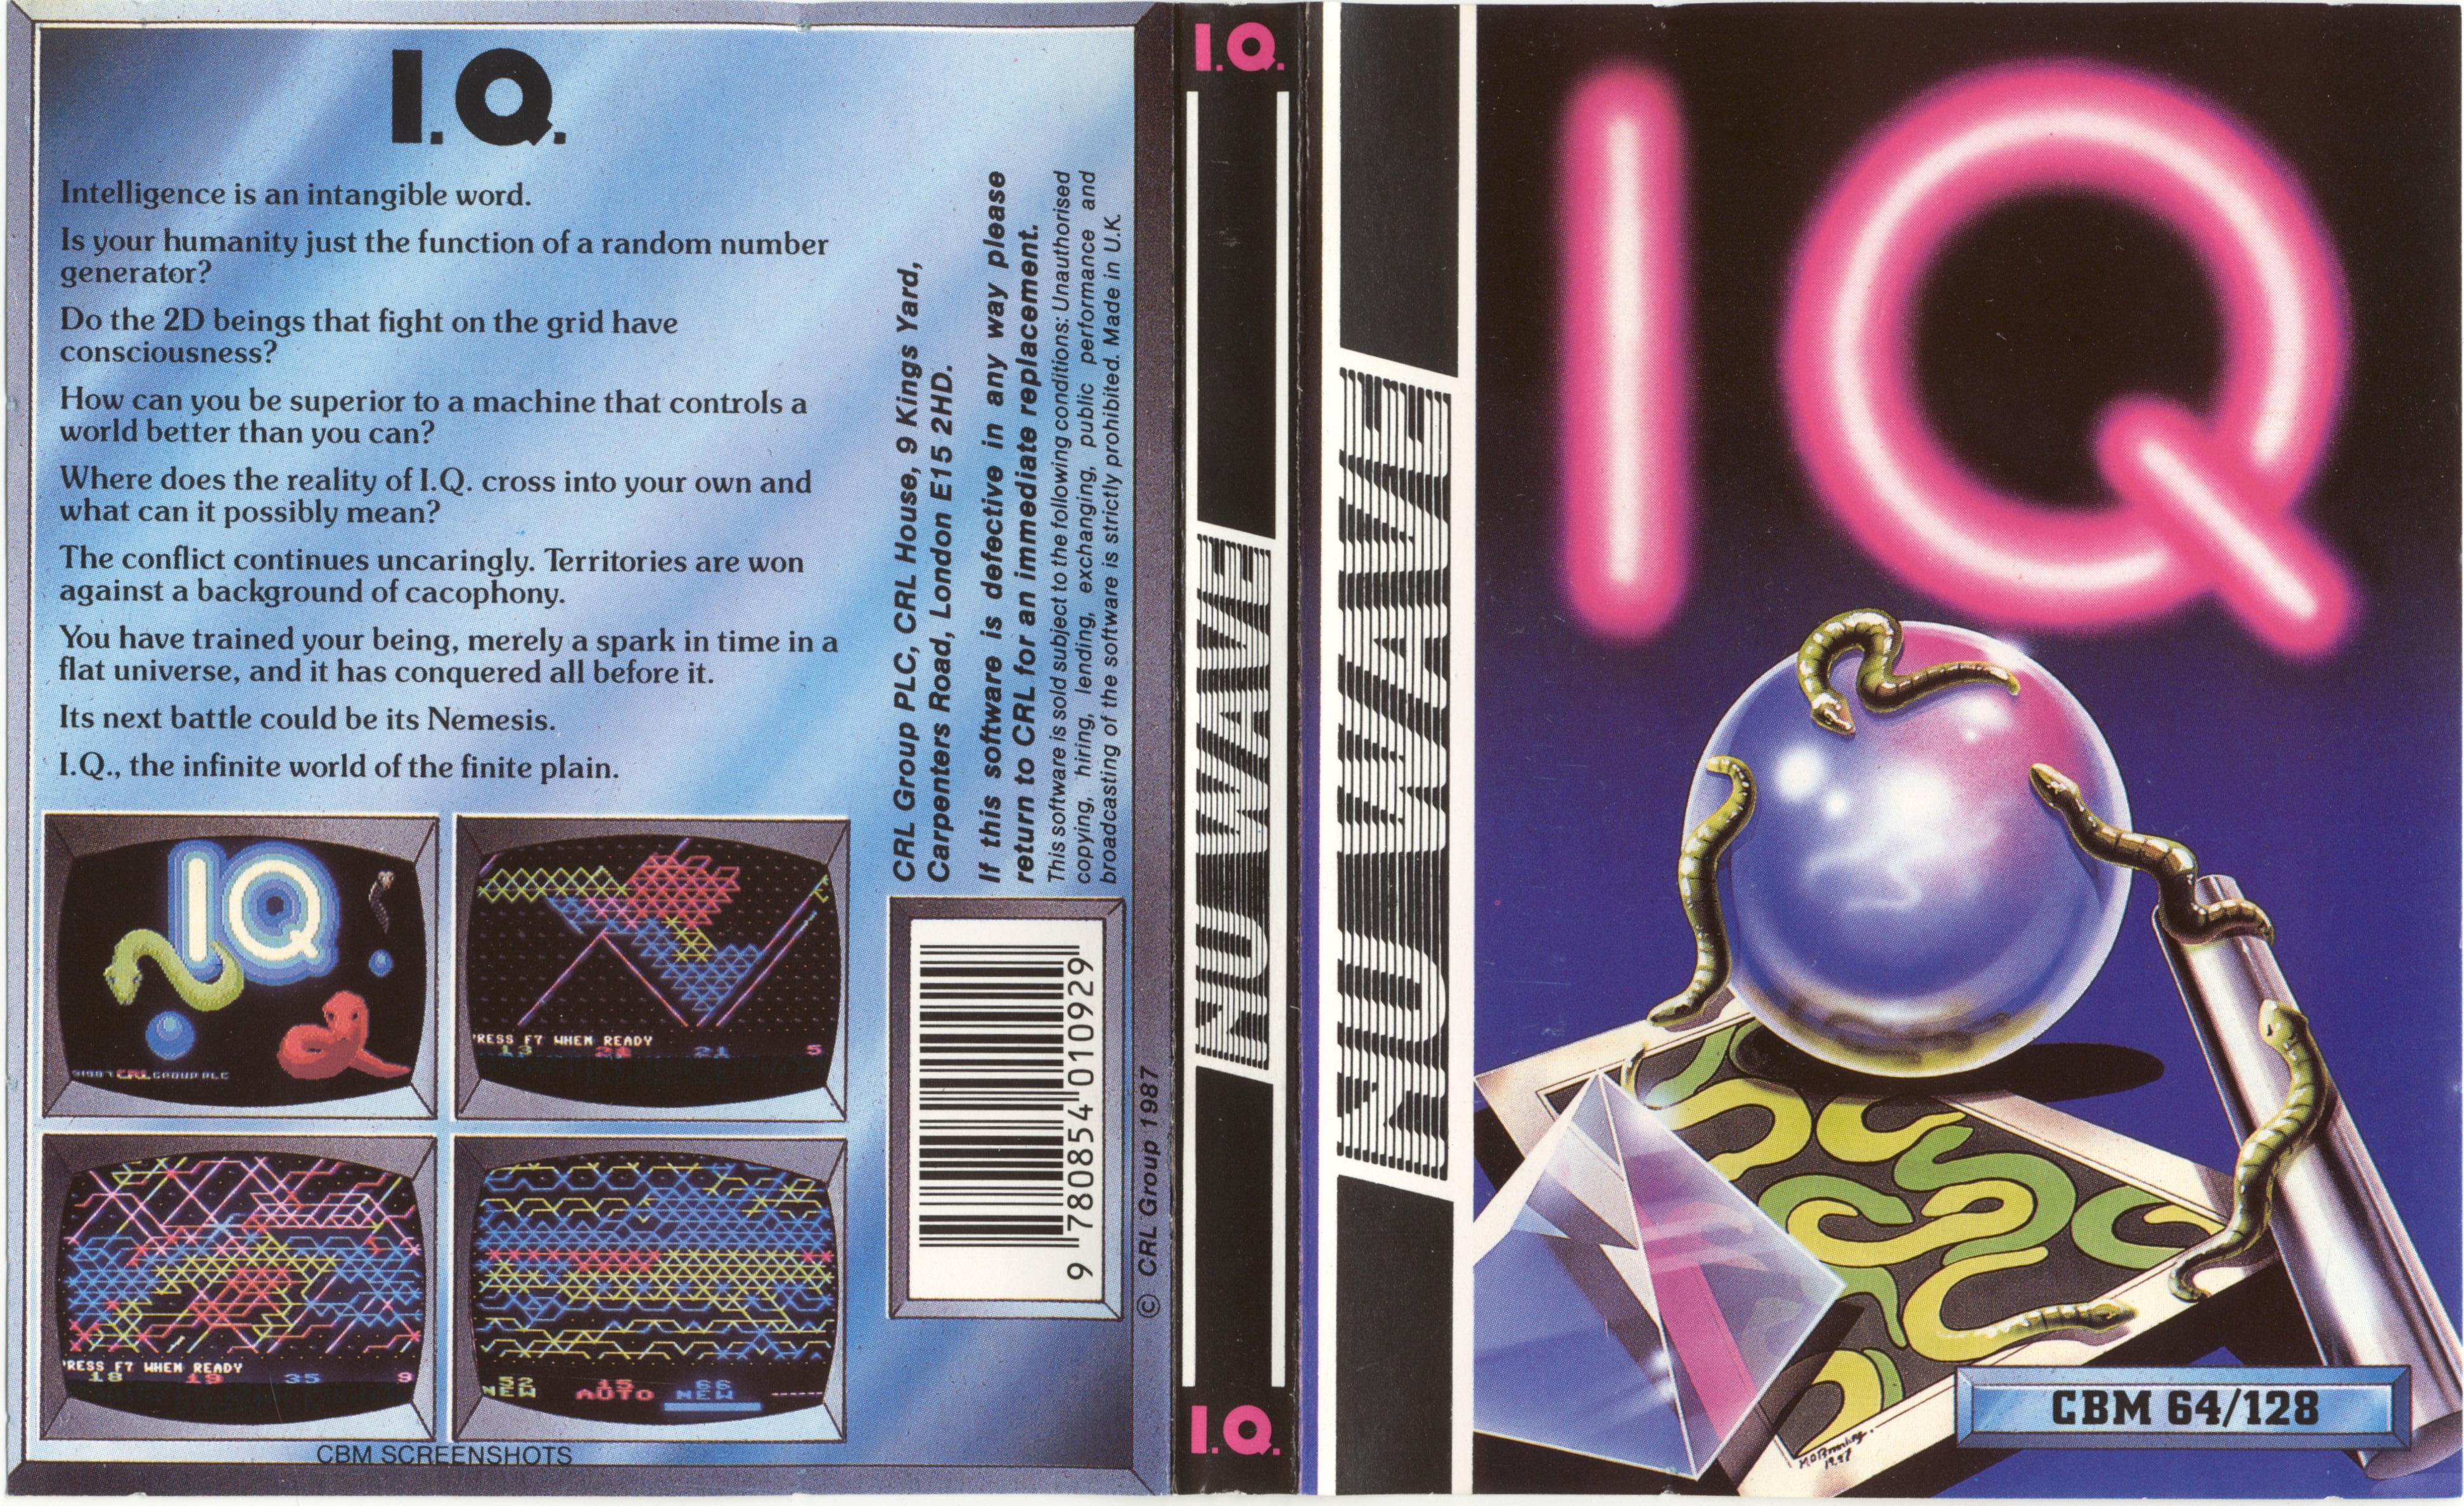 I.Q.
Intelligence is an intangible word.
Is your humanity just the function of a random number
generator?
Do the 2D beings that fight on the grid have
consciousness?
How can you be superior to a machine that controls a
world better than you can?
Where does the reality of I.Q. cross into your own and
what can it possibly mean?
The conflict continues uncaringly. Territories are won
against a background of cacophony.
You have trained your being, merely a spark in time in a
flat universe, and it has conquered all before it.
Its next battle could be its Nemesis.
I.Q., the infinite world of the finite plain.
IQ
©1987 CRL GROUP PLC
PRESS F7 WHEN READY
13 28 21 5
PRESS F7 WHEN READY
18 19 35 9
52 15 66
NEW AUTO NEW ------
CBM SCREENSHOTS
CRL Group PLC, CRL House, 9 Kings Yard,
Carpenters Road, London E15 2HD.
If this software is defective in any way please
return to CRL for an immediate replacement.
This software is sold subject to the following conditions: Unauthorised
copying, hiring, lending, exchanging, public performance and
broadcasting of the software is strictly prohibited. Made in U.K.
9 780854 010929
© CRL Group 1987
I.Q.
NU WAVE
I.Q.
NU WAVE
IQ
CBM 64/128
1987